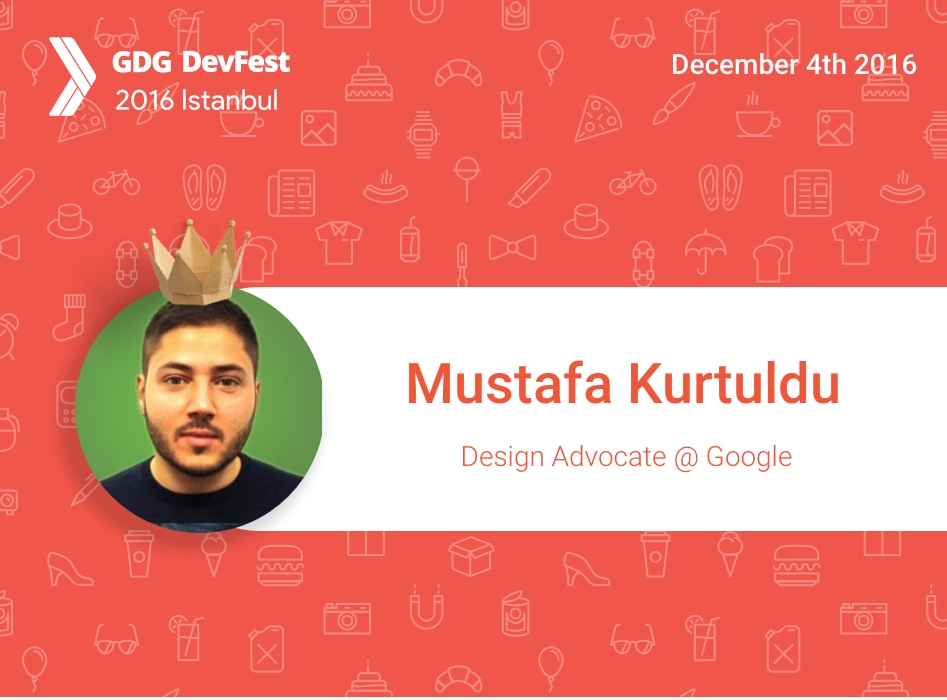 GDG DevFest
2016 Istanbul
December 4th 2016
Mustafa Kurtuldu
Design Advocate @ Google